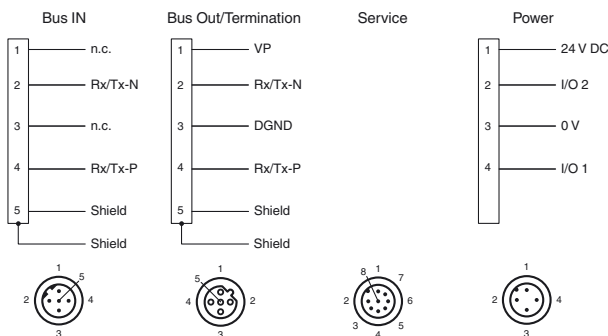 Bus IN
1 n.c.
2 Rx/Tx-N
3 n.c.
4 Rx/Tx-P
5 Shield
Shield
Bus Out/Termination
1 VP
2 Rx/Tx-N
3 DGND
4 Rx/Tx-P
5 Shield
Shield
Service
Power
1 24 V DC
2 I/O 2
3 0 V
4 I/O 1
1
5
2 4
3
1
5
4 2
3
8 1 7
2 6
3 5
4
1
2 4
3